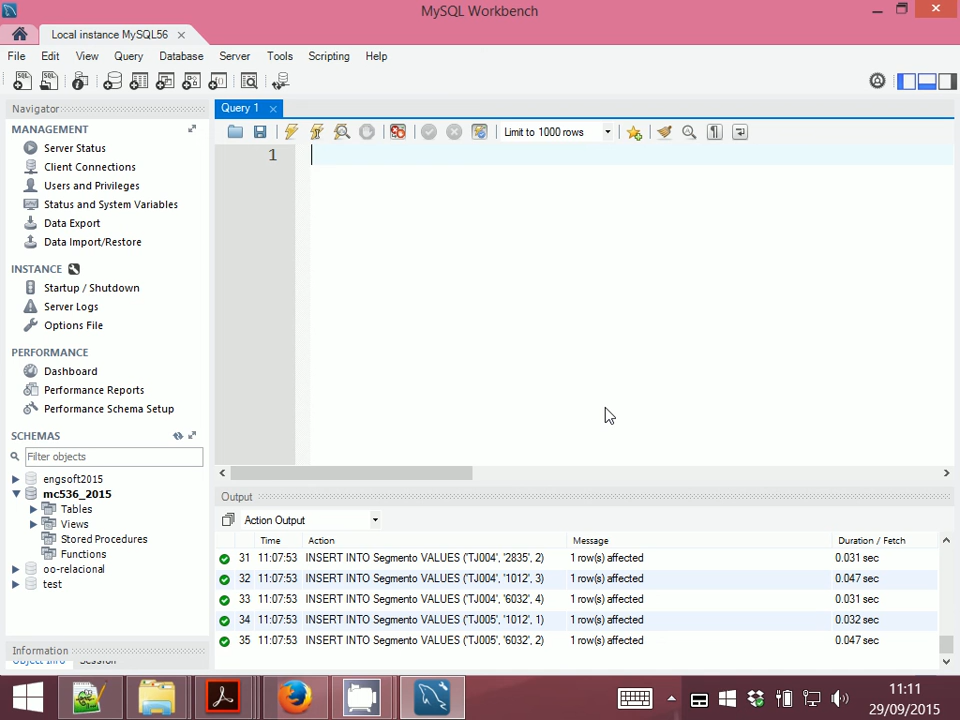 MySQL Workbench
Local instance MySQL56
File Edit View Query Database Server Tools Scripting Help
Navigator
MANAGEMENT
Server Status
Client Connections
Users and Privileges
Status and System Variables
Data Export
Data Import/Restore
INSTANCE
Startup / Shutdown
Server Logs
Options File
PERFORMANCE
Dashboard
Performance Reports
Performance Schema Setup
SCHEMAS
Filter objects
engsoft2015
mc536_2015
Tables
Views
Stored Procedures
Functions
oo-relacional
test
Information
Object Info Session
Query 1
Limit to 1000 rows
1
Output
Action Output
Time Action Message Duration / Fetch
31 11:07:53 INSERT INTO Segmento VALUES ('TJ004', '2835', 2) 1 row(s) affected 0.031 sec
32 11:07:53 INSERT INTO Segmento VALUES ('TJ004', '1012', 3) 1 row(s) affected 0.047 sec
33 11:07:53 INSERT INTO Segmento VALUES ('TJ004', '6032', 4) 1 row(s) affected 0.031 sec
34 11:07:53 INSERT INTO Segmento VALUES ('TJ005', '1012', 1) 1 row(s) affected 0.032 sec
35 11:07:53 INSERT INTO Segmento VALUES ('TJ005', '6032', 2) 1 row(s) affected 0.047 sec
11:11
29/09/2015